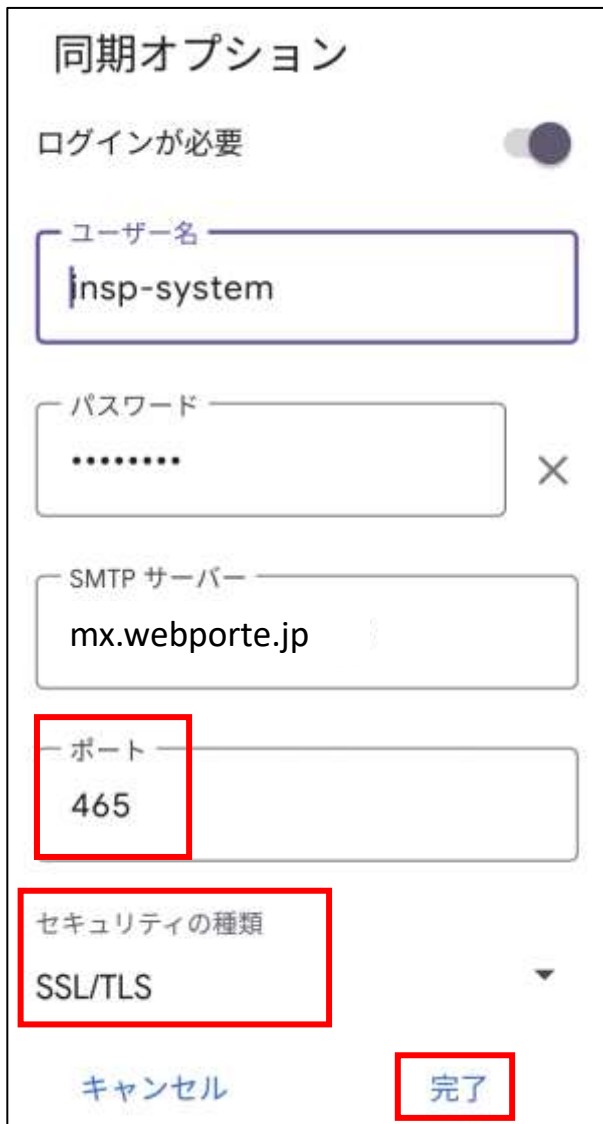 同期オプション
ログインが必要
ユーザー名
insp-system
パスワード
••••••••
SMTP サーバー
mx.webporte.jp
ポート
465
セキュリティの種類
SSL/TLS
キャンセル 完了